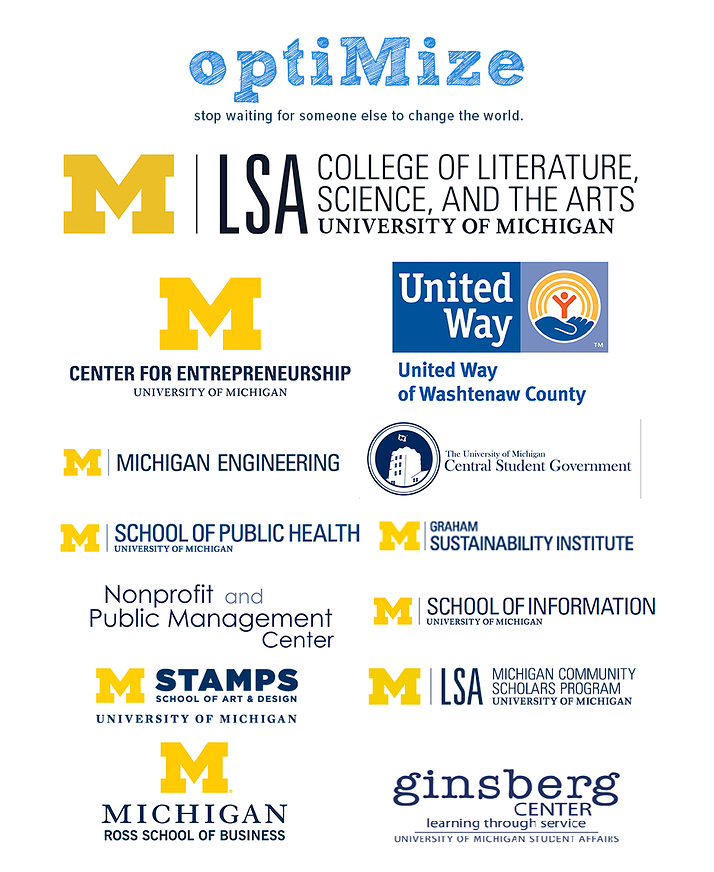 optiMize
stop waiting for someone else to change the world.
M LSA COLLEGE OF LITERATURE,
SCIENCE, AND THE ARTS
UNIVERSITY OF MICHIGAN
M
CENTER FOR ENTREPRENEURSHIP
UNIVERSITY OF MICHIGAN
United
Way
TM
United Way
of Washtenaw County
M MICHIGAN ENGINEERING
The University of Michigan
Central Student Government
M SCHOOL OF PUBLIC HEALTH
UNIVERSITY OF MICHIGAN
M GRAHAM
SUSTAINABILITY INSTITUTE
Nonprofit and
Public Management
Center
M SCHOOL OF INFORMATION
UNIVERSITY OF MICHIGAN
M STAMPS
SCHOOL OF ART & DESIGN
UNIVERSITY OF MICHIGAN
M LSA MICHIGAN COMMUNITY
SCHOLARS PROGRAM
UNIVERSITY OF MICHIGAN
M
MICHIGAN
ROSS SCHOOL OF BUSINESS
ginsberg
CENTER
learning through service
UNIVERSITY OF MICHIGAN STUDENT AFFAIRS